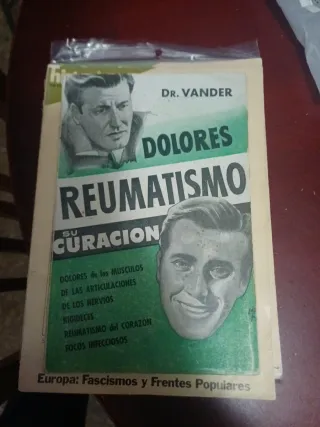 DR. VANDER
DOLORES
REUMATISMO
SU
CURACION
DOLORES de los MUSCULOS
DE LAS ARTICULACIONES
DE LOS NERVIOS
RIGIDECES
REUMATISMO del CORAZON
FOCOS INFECCIOSOS
Europa: Fascismos y Frentes Populares